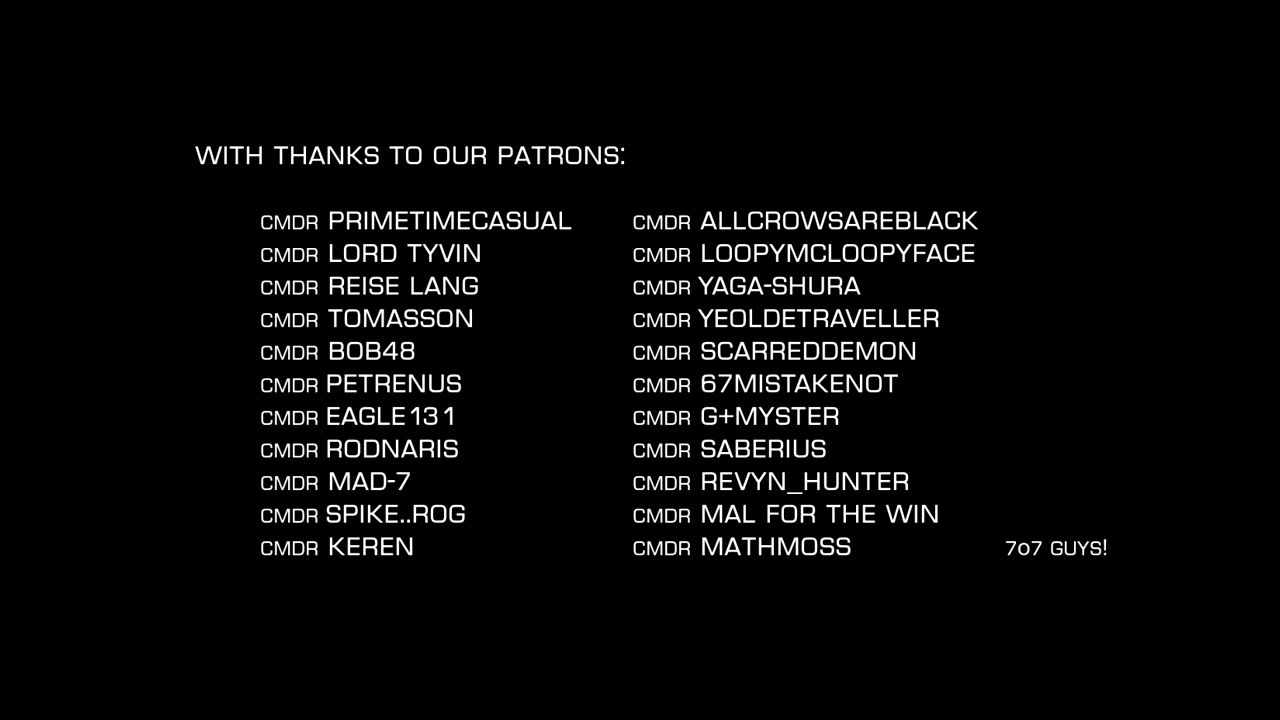 WITH THANKS TO OUR PATRONS:
CMDR PRIMETIMECASUAL
CMDR LORD TYVIN
CMDR REISE LANG
CMDR TOMASSON
CMDR BOB48
CMDR PETRENUS
CMDR EAGLE131
CMDR RODNARIS
CMDR MAD-7
CMDR SPIKE..ROG
CMDR KEREN
CMDR ALLCROWSAREBLACK
CMDR LOOPYMCLOOPYFACE
CMDR YAGA-SHURA
CMDR YEOLDETRAVELLER
CMDR SCARREDDEMON
CMDR 67MISTAKENOT
CMDR G+MYSTER
CMDR SABERIUS
CMDR REVYN_HUNTER
CMDR MAL FOR THE WIN
CMDR MATHMOSS
7o7 GUYS!